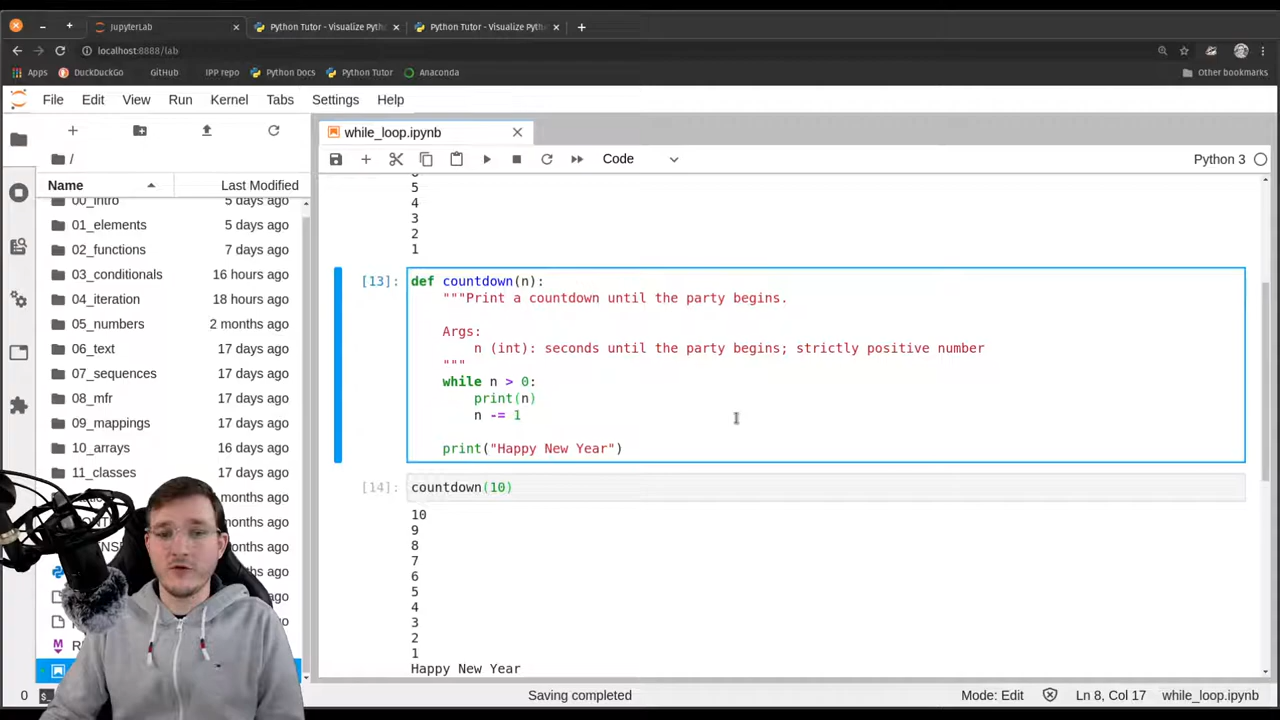 JupyterLab
Python Tutor - Visualize Pyth
Python Tutor - Visualize Pyth
localhost:8888/lab
Apps
DuckDuckGo
GitHub
IPP repo
Python Docs
Python Tutor
Anaconda
Other bookmarks
File Edit View Run Kernel Tabs Settings Help
while_loop.ipynb
Code
Python 3
/
Name Last Modified
00_intro 5 days ago
01_elements 5 days ago
02_functions 7 days ago
03_conditionals 16 hours ago
04_iteration 18 hours ago
05_numbers 2 months ago
06_text 17 days ago
07_sequences 17 days ago
08_mfr 17 days ago
09_mappings 17 days ago
10_arrays 16 days ago
11_classes 17 days ago
months ago
months ago
months ago
days ago
days ago
days ago
days ago
5
4
3
2
1
[13]:
def countdown(n):
"""Print a countdown until the party begins.
Args:
n (int): seconds until the party begins; strictly positive number
"""
while n > 0:
print(n)
n -= 1
print("Happy New Year")
[14]:
countdown(10)
10
9
8
7
6
5
4
3
2
1
Happy New Year
0
$_
Saving completed
Mode: Edit
Ln 8, Col 17
while_loop.ipynb